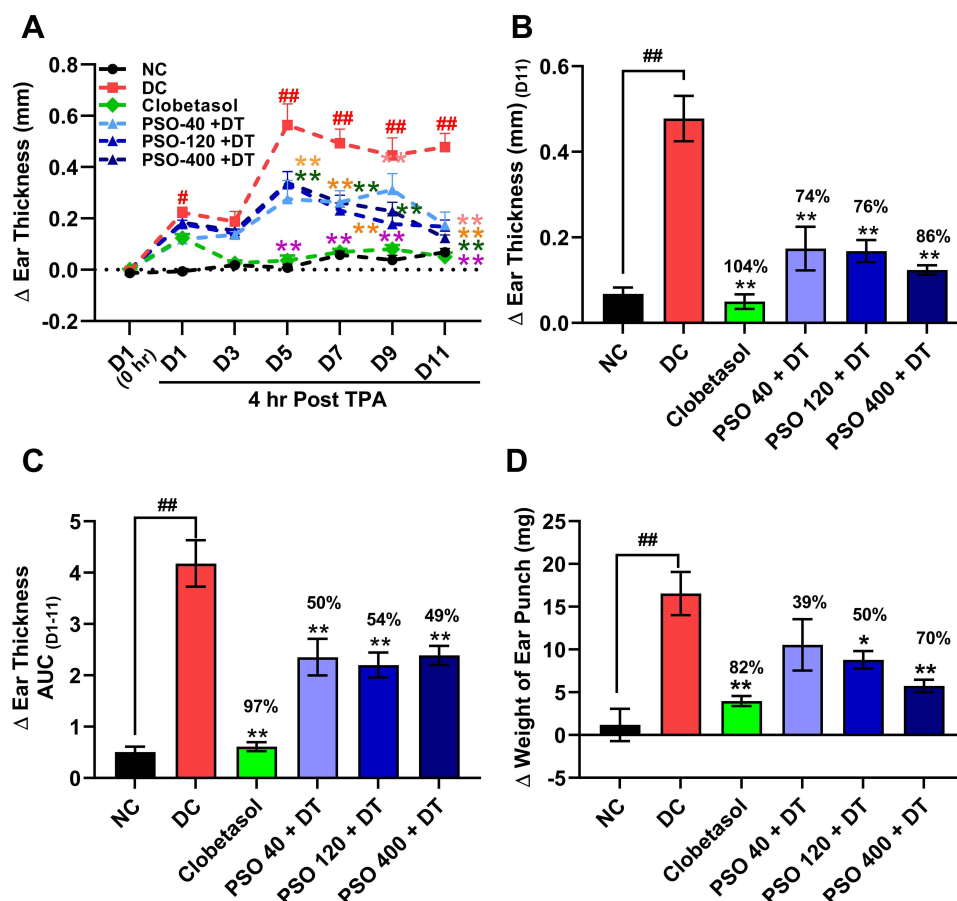 A
Δ Ear Thickness (mm)
0.8
0.6
0.4
0.2
0.0
-0.2
NC
DC
Clobetasol
PSO-40 +DT
PSO-120 +DT
PSO-400 +DT
#
##
##
##
##
**
**
**
**
**
**
**
**
**
**
**
**
**
**
D1
(0 hr)
D1
D3
D5
D7
D9
D11
4 hr Post TPA
B
Δ Ear Thickness (mm) (D11)
0.6
0.4
0.2
0.0
##
104%
**
74%
**
76%
**
86%
**
NC
DC
Clobetasol
PSO 40 + DT
PSO 120 + DT
PSO 400 + DT
C
Δ Ear Thickness
AUC (D1-11)
5
4
3
2
1
0
##
97%
**
50%
**
54%
**
49%
**
NC
DC
Clobetasol
PSO 40 + DT
PSO 120 + DT
PSO 400 + DT
D
Δ Weight of Ear Punch (mg)
25
20
15
10
5
0
-5
##
82%
**
39%
50%
*
70%
**
NC
DC
Clobetasol
PSO 40 + DT
PSO 120 + DT
PSO 400 + DT